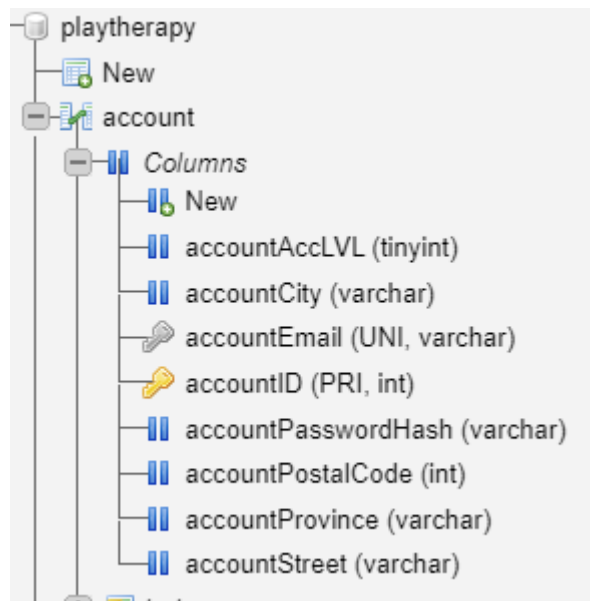 playtherapy
New
account
Columns
New
accountAccLVL (tinyint)
accountCity (varchar)
accountEmail (UNI, varchar)
accountID (PRI, int)
accountPasswordHash (varchar)
accountPostalCode (int)
accountProvince (varchar)
accountStreet (varchar)